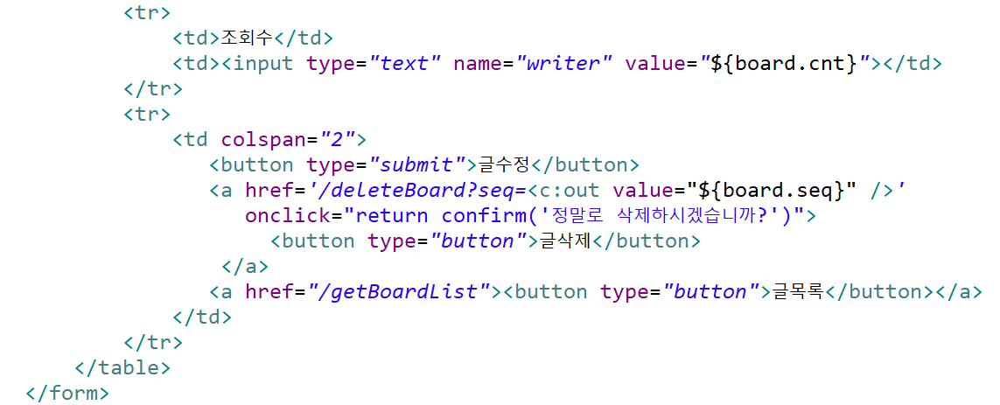 <tr>
<td>조회수</td>
<td><input type="text" name="writer" value="${board.cnt}"></td>
</tr>
<tr>
<td colspan="2">
<button type="submit">글수정</button>
<a href='/deleteBoard?seq=<c:out value="${board.seq}" />'
onclick="return confirm('정말로 삭제하시겠습니까?')">
<button type="button">글삭제</button>
</a>
<a href="/getBoardList"><button type="button">글목록</button></a>
</td>
</tr>
</table>
</form>